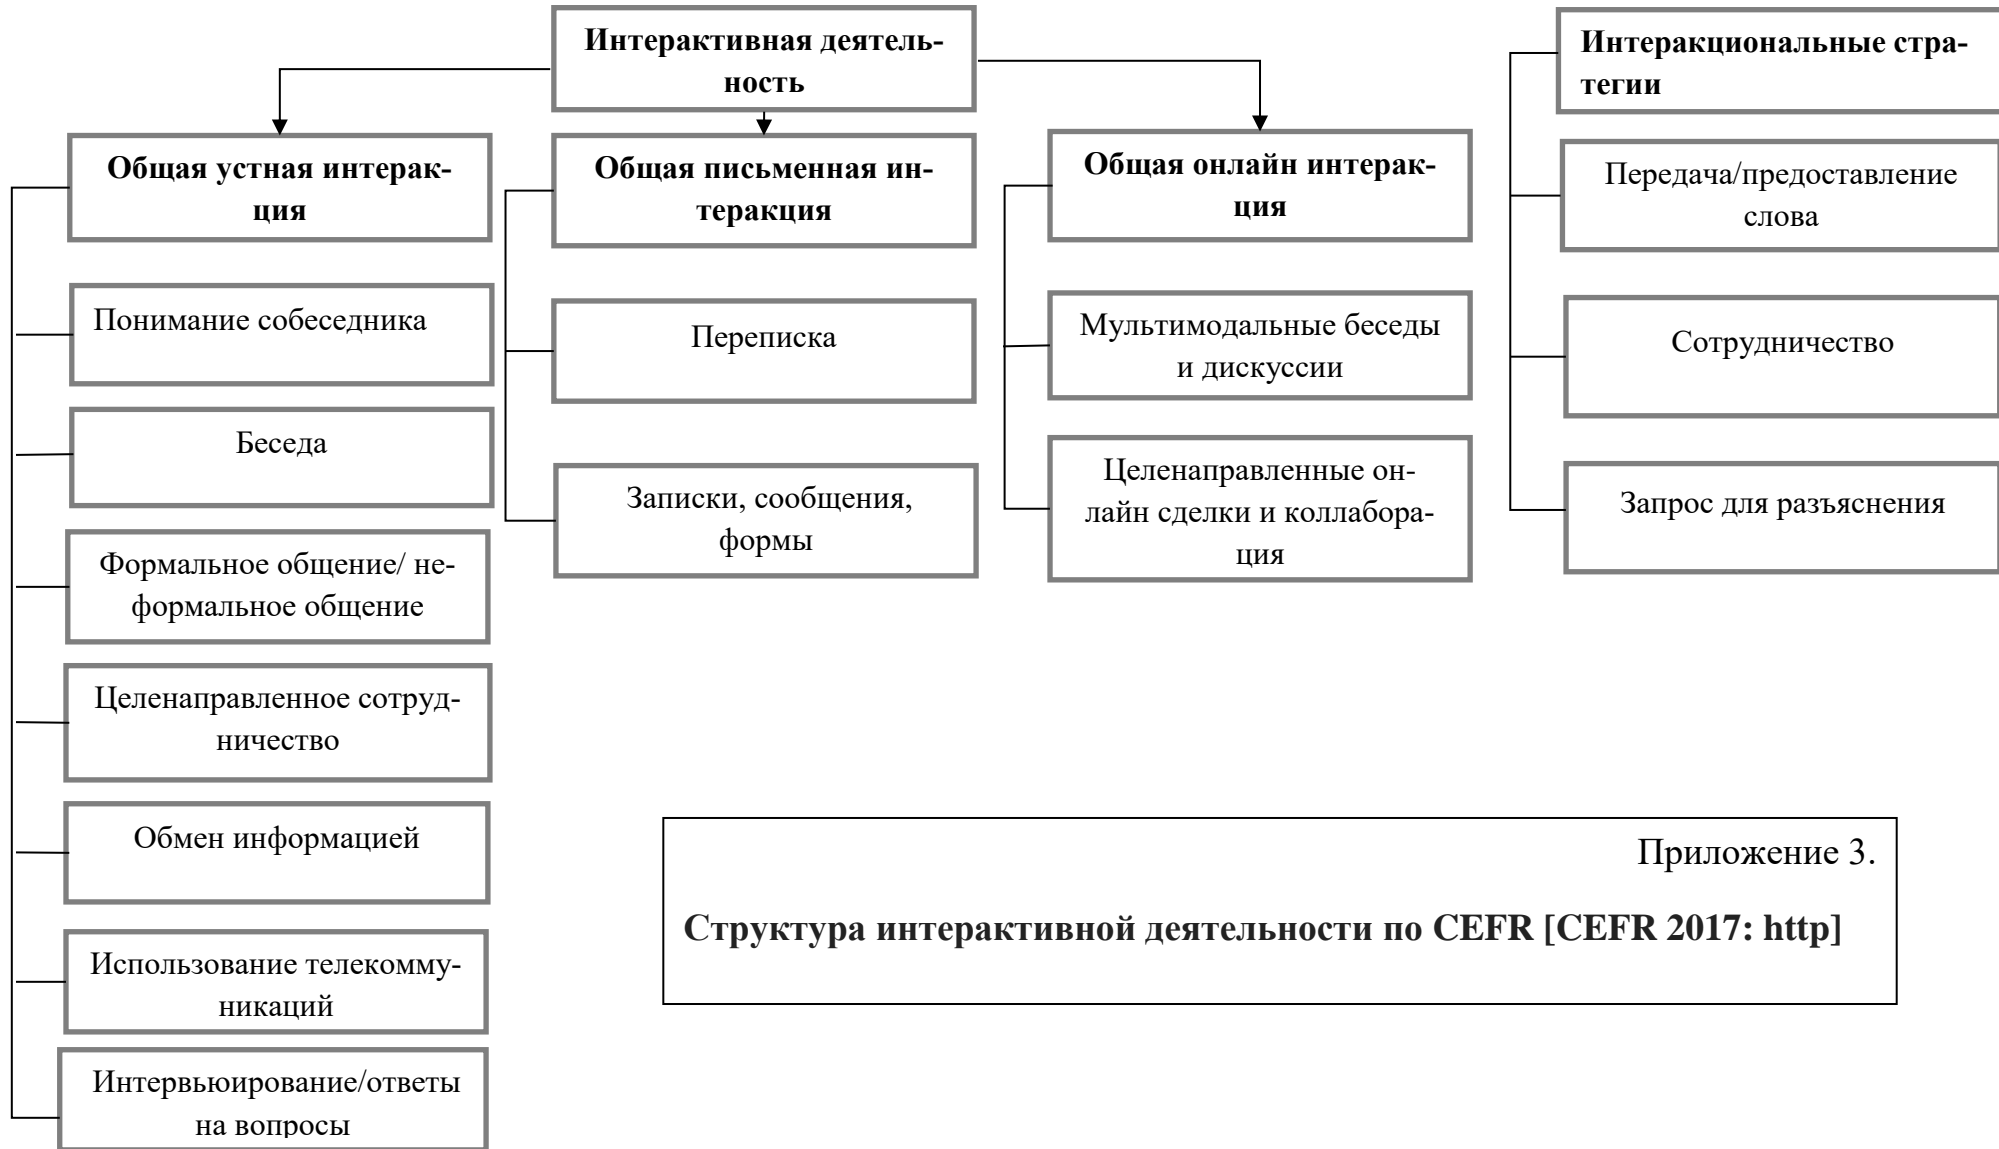 Интерактивная деятель-
ность
Общая устная интерак-
ция
Понимание собеседника
Беседа
Формальное общение/ не-
формальное общение
Целенаправленное сотруд-
ничество
Обмен информацией
Использование телекомму-
никаций
Интервьюирование/ответы
на вопросы
Общая письменная ин-
теракция
Переписка
Записки, сообщения,
формы
Общая онлайн интерак-
ция
Мультимодальные беседы
и дискуссии
Целенаправленные он-
лайн сделки и коллабора-
ция
Интеракциональные стра-
тегии
Передача/предоставление
слова
Сотрудничество
Запрос для разъяснения
Приложение 3.
Структура интерактивной деятельности по CEFR [CEFR 2017: http]